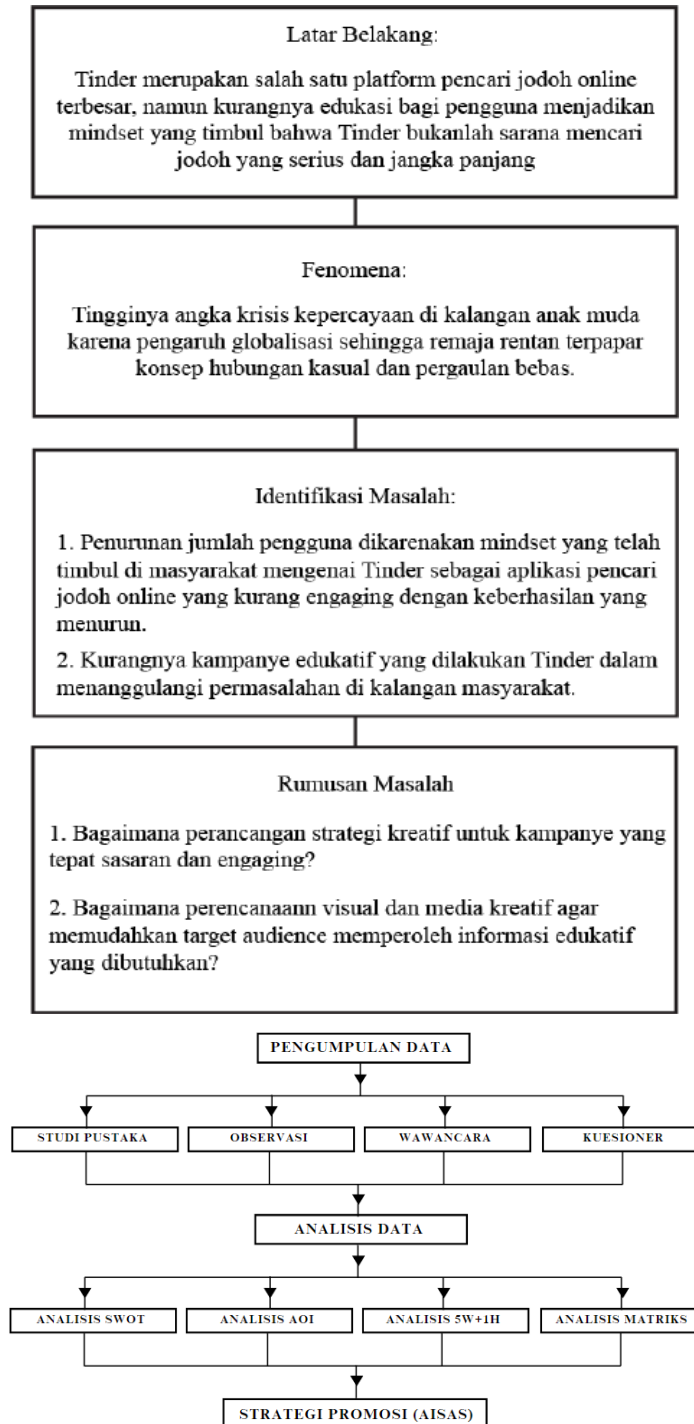 Latar Belakang:
Tinder merupakan salah satu platform pencari jodoh online
terbesar, namun kurangnya edukasi bagi pengguna menjadikan
mindset yang timbul bahwa Tinder bukanlah sarana mencari
jodoh yang serius dan jangka panjang
Fenomena:
Tingginya angka krisis kepercayaan di kalangan anak muda
karena pengaruh globalisasi sehingga remaja rentan terpapar
konsep hubungan kasual dan pergaulan bebas.
Identifikasi Masalah:
1. Penurunan jumlah pengguna dikarenakan mindset yang telah
timbul di masyarakat mengenai Tinder sebagai aplikasi pencari
jodoh online yang kurang engaging dengan keberhasilan yang
menurun.
2. Kurangnya kampanye edukatif yang dilakukan Tinder dalam
menanggulangi permasalahan di kalangan masyarakat.
Rumusan Masalah
1. Bagaimana perancangan strategi kreatif untuk kampanye yang
tepat sasaran dan engaging?
2. Bagaimana perencanaann visual dan media kreatif agar
memudahkan target audience memperoleh informasi edukatif
yang dibutuhkan?
PENGUMPULAN DATA
STUDI PUSTAKA
OBSERVASI
WAWANCARA
KUESIONER
ANALISIS DATA
ANALISIS SWOT
ANALISIS AOI
ANALISIS 5W+1H
ANALISIS MATRIKS
STRATEGI PROMOSI (AISAS)